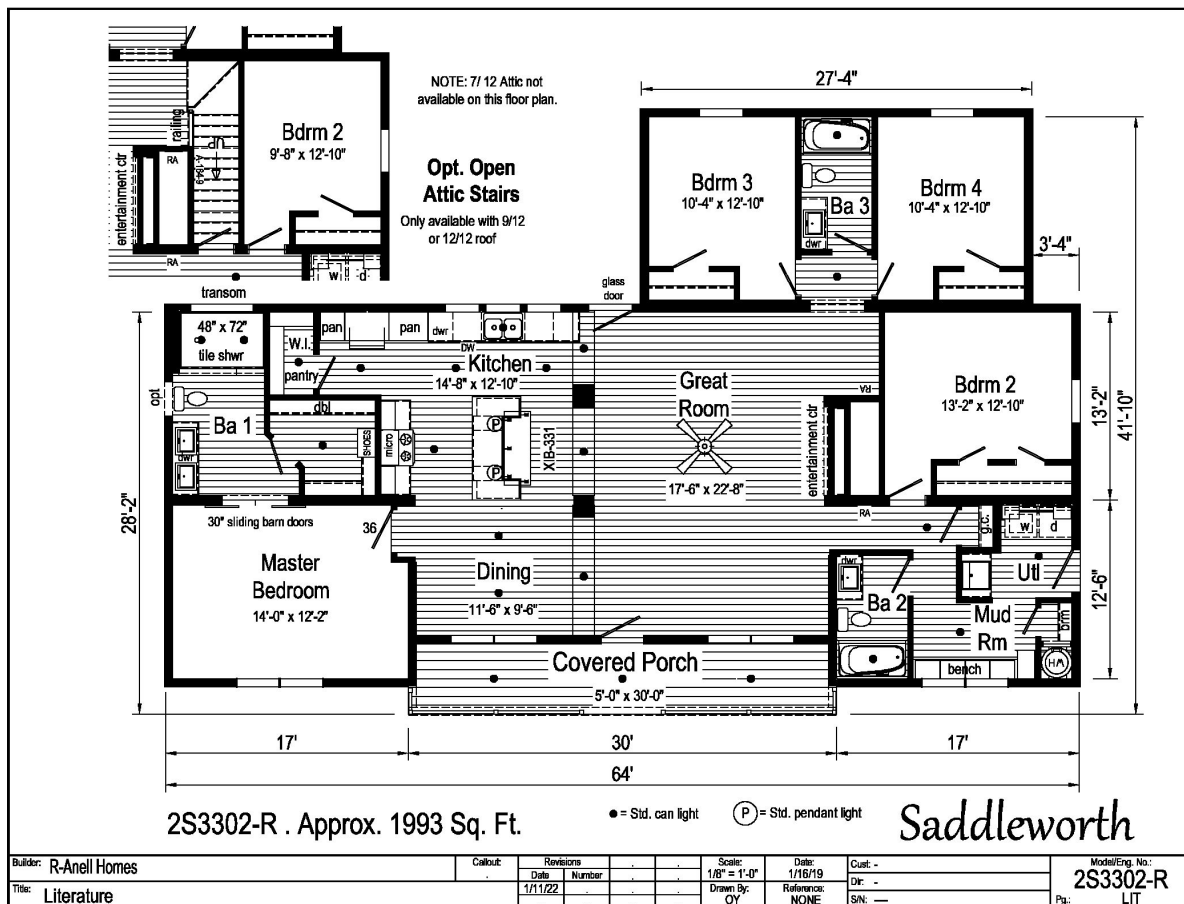 NOTE: 7/ 12 Attic not
available on this floor plan.
27'-4"
railing
UP
A-184-9
RA
entertainment ctr
Bdrm 2
9'-8" x 12'-10"
Opt. Open
Attic Stairs
Only available with 9/12
or 12/12 roof
RA
w
d
Bdrm 3
10'-4" x 12'-10"
Ba 3
dwr
Bdrm 4
10'-4" x 12'-10"
3'-4"
transom
glass
door
48" x 72"
tile shwr
W.I.
pantry
pan
pan
dwr
DW
Kitchen
14'-8" x 12'-10"
Great
Room
17'-6" x 22'-8"
RA
entertainment ctr
Bdrm 2
13'-2" x 12'-10"
13'-2"
41'-10"
opt
Ba 1
dwr
dbl
SHOES
micro
P
P
XIB-331
28'-2"
30" sliding barn doors
36
Master
Bedroom
14'-0" x 12'-2"
Dining
11'-6" x 9'-6"
RA
g.c.
w
d
Utl
12'-6"
dwr
Ba 2
Mud
Rm
brm
HW
bench
Covered Porch
5'-0" x 30'-0"
17'
30'
17'
64'
2S3302-R . Approx. 1993 Sq. Ft.
= Std. can light
P = Std. pendant light
Saddleworth
Builder: R-Anell Homes
Title: Literature
Callout:
Revisions
Date Number
1/11/22
Scale:
1/8" = 1'-0"
Date:
1/16/19
Drawn By:
OY
Reference:
NONE
Cust: -
Dir: -
S/N: —
Model/Eng. No.:
2S3302-R
Pg.: LIT